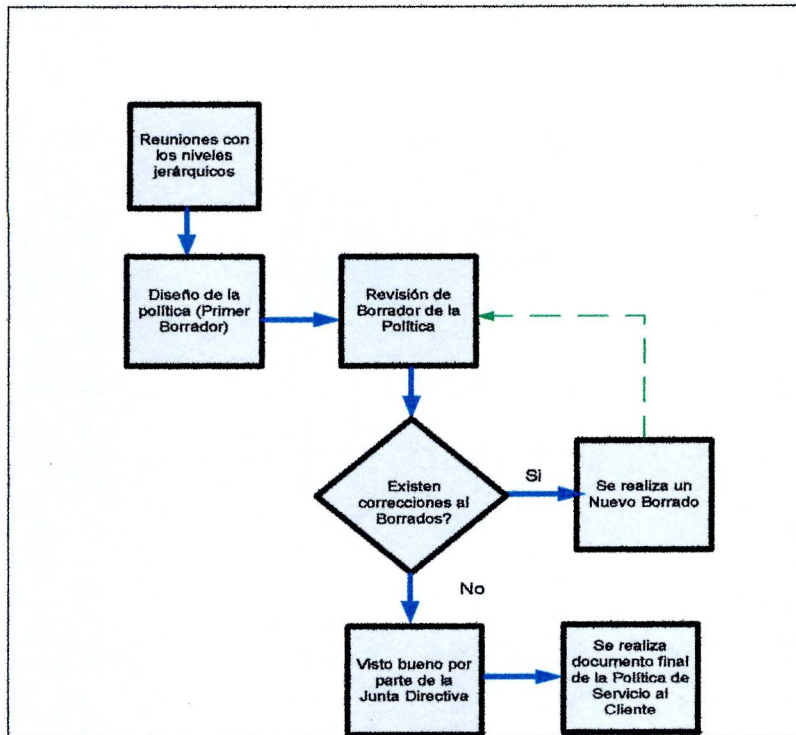 Reuniones con
los niveles
jerárquicos
Diseño de la
política (Primer
Borrador)
Revisión de
Borrador de la
Política
Existen
correcciones al
Borrados?
Si
Se realiza un
Nuevo Borrado
No
Visto bueno por
parte de la
Junta Directiva
Se realiza
documento final
de la Política de
Servicio al
Cliente